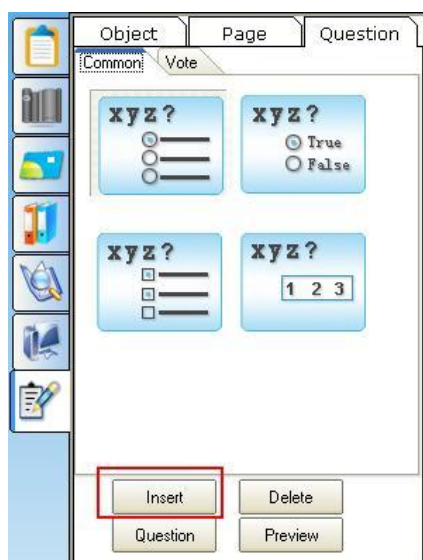 Object Page Question
Common Vote
xyz? xyz?
True
False
xyz? xyz?
1 2 3
Insert Delete
Question Preview